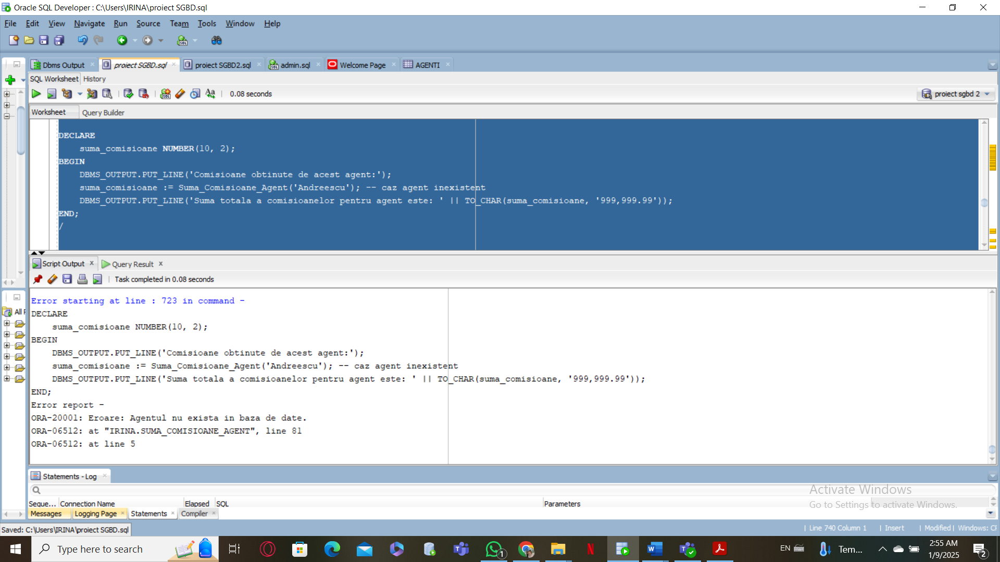 Oracle SQL Developer : C:\Users\IRINA\proiect SGBD.sql
File Edit View Navigate Run Source Team Tools Window Help
Dbms Output proiect SGBD.sql proiect SGBD2.sql admin.sql Welcome Page AGENTI
SQL Worksheet History
0.08 seconds
proiect sgbd 2
Worksheet Query Builder
DECLARE
suma_comisioane NUMBER(10, 2);
BEGIN
DBMS_OUTPUT.PUT_LINE('Comisioane obtinute de acest agent:');
suma_comisioane := Suma_Comisioane_Agent('Andreescu'); -- caz agent inexistent
DBMS_OUTPUT.PUT_LINE('Suma totala a comisioanelor pentru agent este: ' || TO_CHAR(suma_comisioane, '999,999.99'));
END;
/
Script Output x Query Result x
Task completed in 0.08 seconds
Error starting at line : 723 in command -
DECLARE
suma_comisioane NUMBER(10, 2);
BEGIN
DBMS_OUTPUT.PUT_LINE('Comisioane obtinute de acest agent:');
suma_comisioane := Suma_Comisioane_Agent('Andreescu'); -- caz agent inexistent
DBMS_OUTPUT.PUT_LINE('Suma totala a comisioanelor pentru agent este: ' || TO_CHAR(suma_comisioane, '999,999.99'));
END;
Error report -
ORA-20001: Eroare: Agentul nu exista in baza de date.
ORA-06512: at "IRINA.SUMA_COMISIOANE_AGENT", line 81
ORA-06512: at line 5
All
Statements - Log
Seque... Connection Name Elapsed SQL Parameters
Messages Logging Page Statements Compiler
Activate Windows
Go to Settings to activate Windows.
Saved: C:\Users\IRINA\proiect SGBD.sql
Line 740 Column 1 | Insert | Modified | Windows:
Type here to search
EN
Tem...
2:55 AM
1/9/2025
1
2